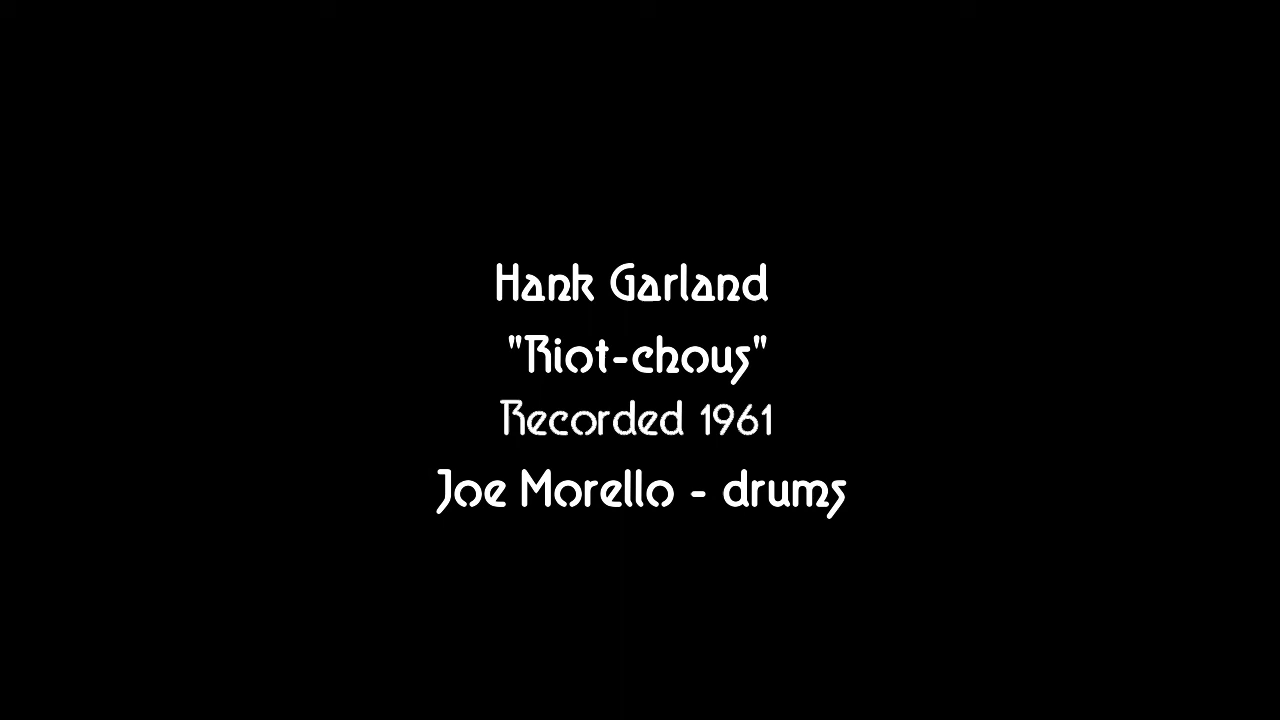 Hank Garland
"Riot-chous"
Recorded 1961
Joe Morello - drums